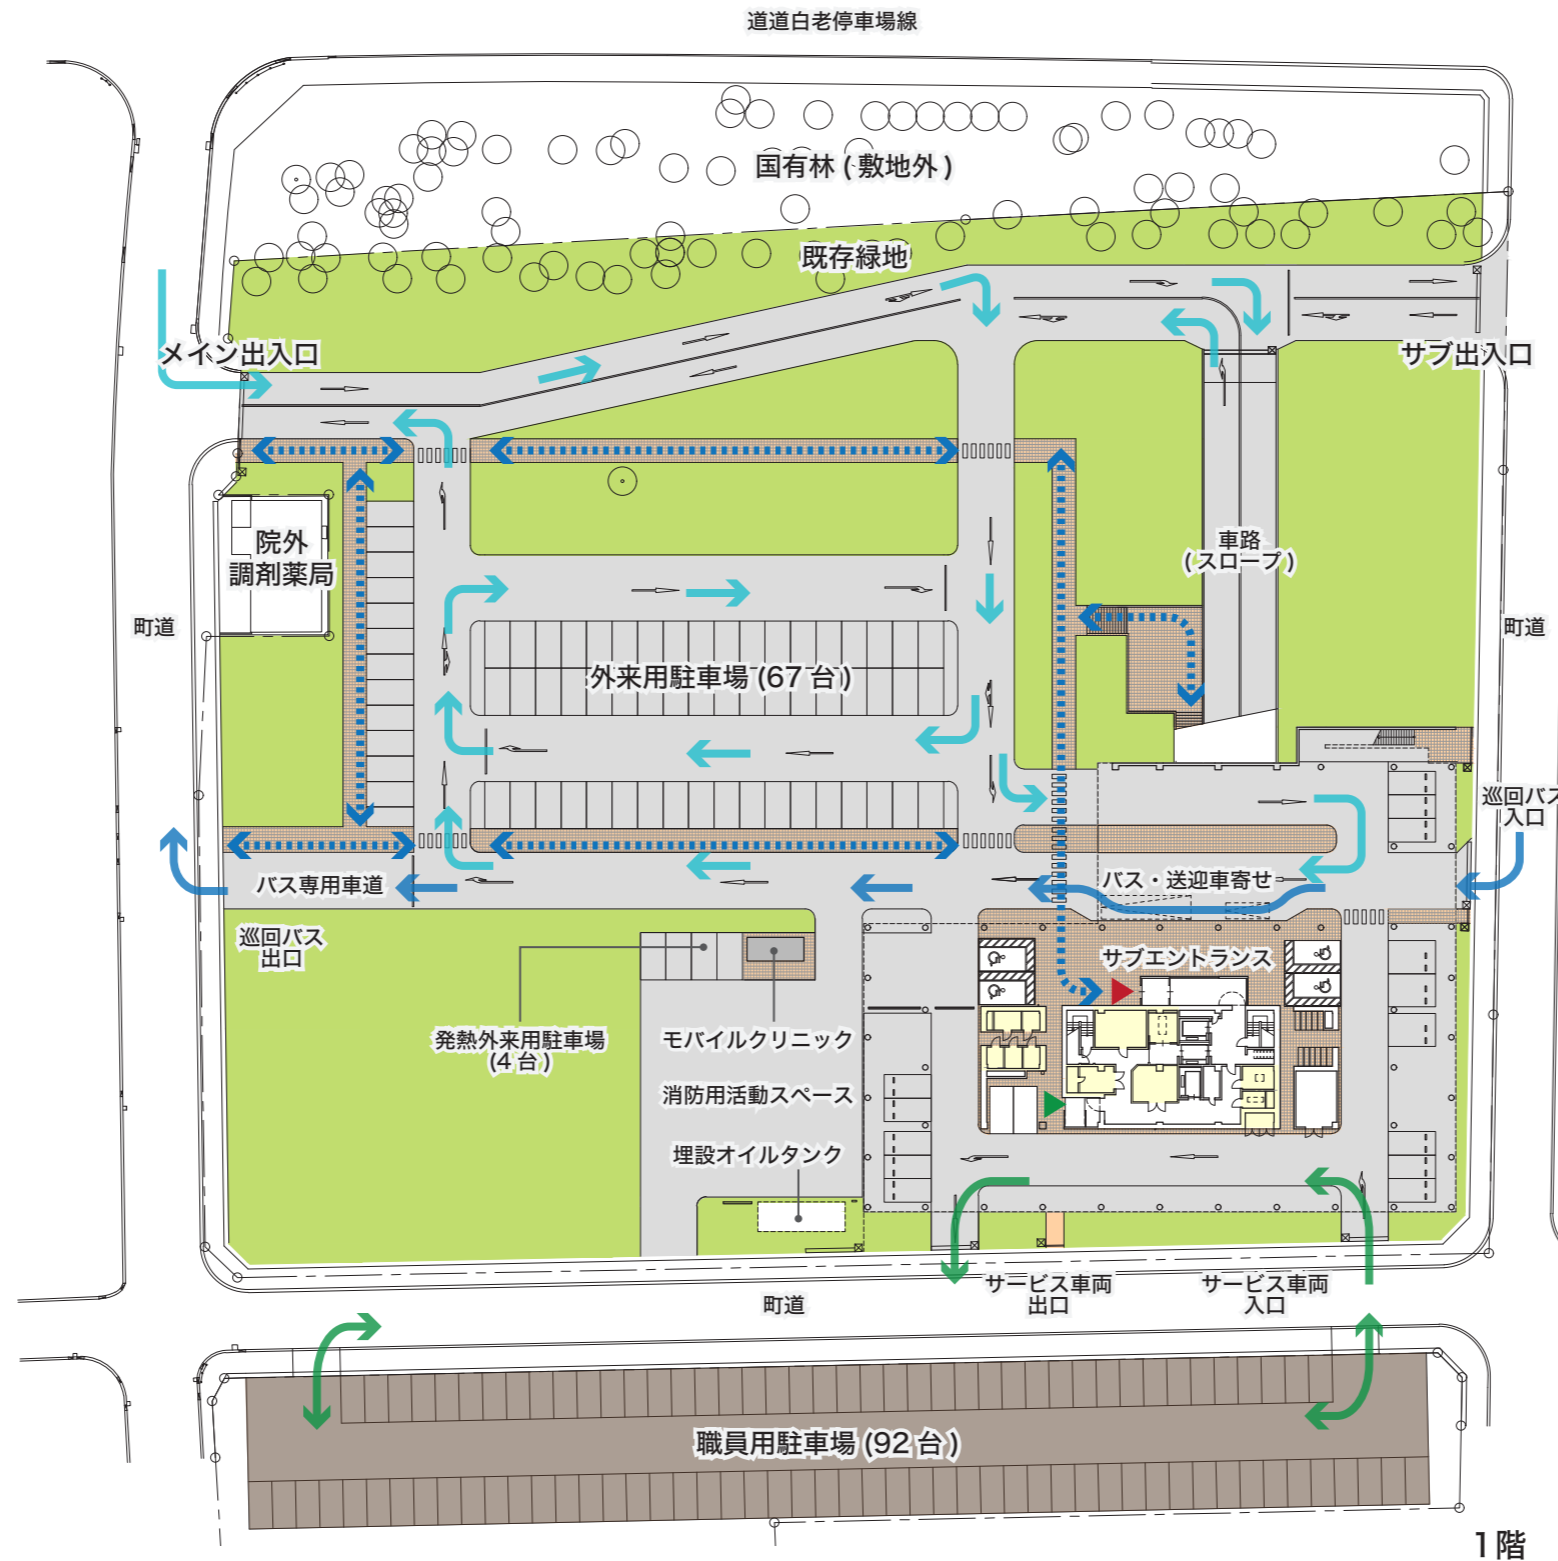 道道白老停車場線
国有林 ( 敷地外 )
既存緑地
メイン出入口
サブ出入口
院外
調剤薬局
車路
( スロープ )
町道
町道
外来用駐車場 (67 台 )
巡回バス
入口
バス専用車道
バス・送迎車寄せ
巡回バス
出口
サブエントランス
発熱外来用駐車場
(4 台 )
モバイルクリニック
消防用活動スペース
埋設オイルタンク
サービス車両
出口
サービス車両
入口
町道
職員用駐車場 (92 台 )
1階